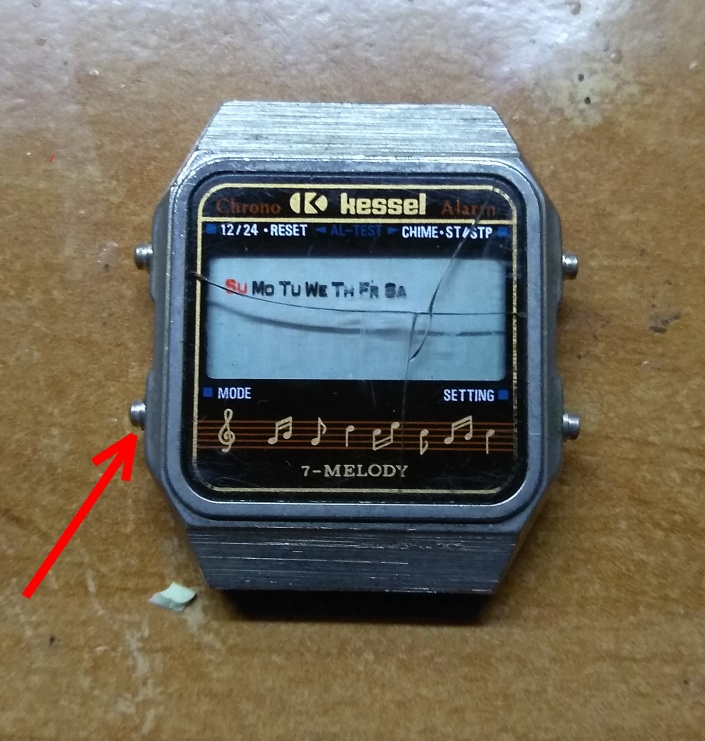 Chrono kessel Alarm
12/24 • RESET ◄ AL-TEST ► CHIME • ST/STP
Su Mo Tu We Th Fr Sa
MODE SETTING
7-MELODY